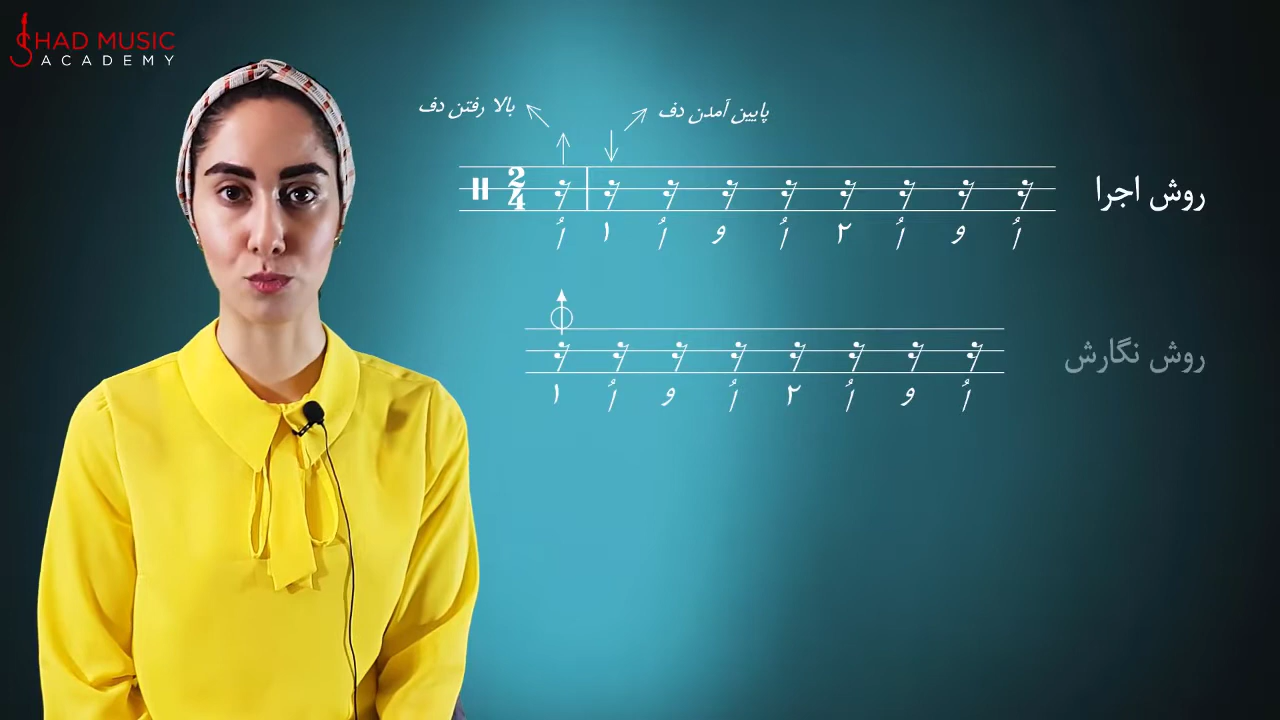 SHAD MUSIC
ACADEMY
پایین آمدن دف
بالا رفتن دف
روش اجرا
2
4
اُ ۱ اُ و اُ ۲ اُ و اُ
روش نگارش
۱ اُ و اُ ۲ اُ و اُ